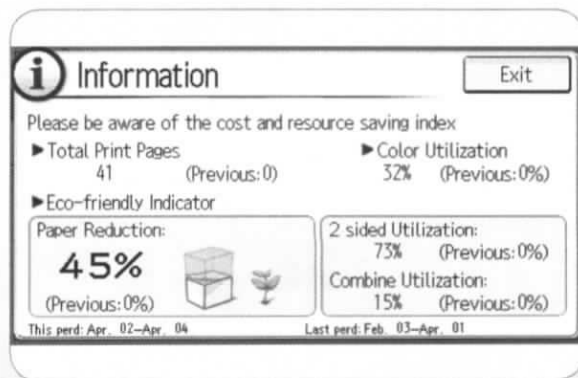 i Information
Exit
Please be aware of the cost and resource saving index
▶Total Print Pages
41 (Previous:0)
▶Color Utilization
32% (Previous:0%)
▶Eco-friendly Indicator
Paper Reduction:
45%
(Previous:0%)
2 sided Utilization:
73% (Previous:0%)
Combine Utilization:
15% (Previous:0%)
This perd: Apr. 02—Apr. 04
Last perd: Feb. 03—Apr. 01